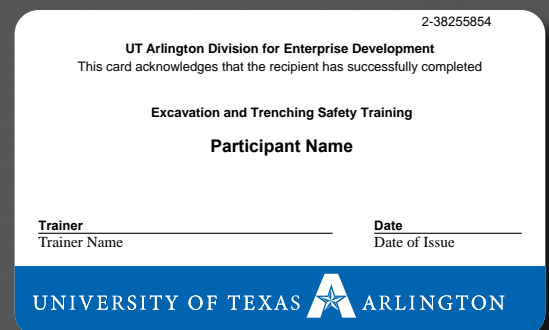 2-38255854
UT Arlington Division for Enterprise Development
This card acknowledges that the recipient has successfully completed
Excavation and Trenching Safety Training
Participant Name
Trainer
Trainer Name
Date
Date of Issue
UNIVERSITY OF TEXAS A ARLINGTON